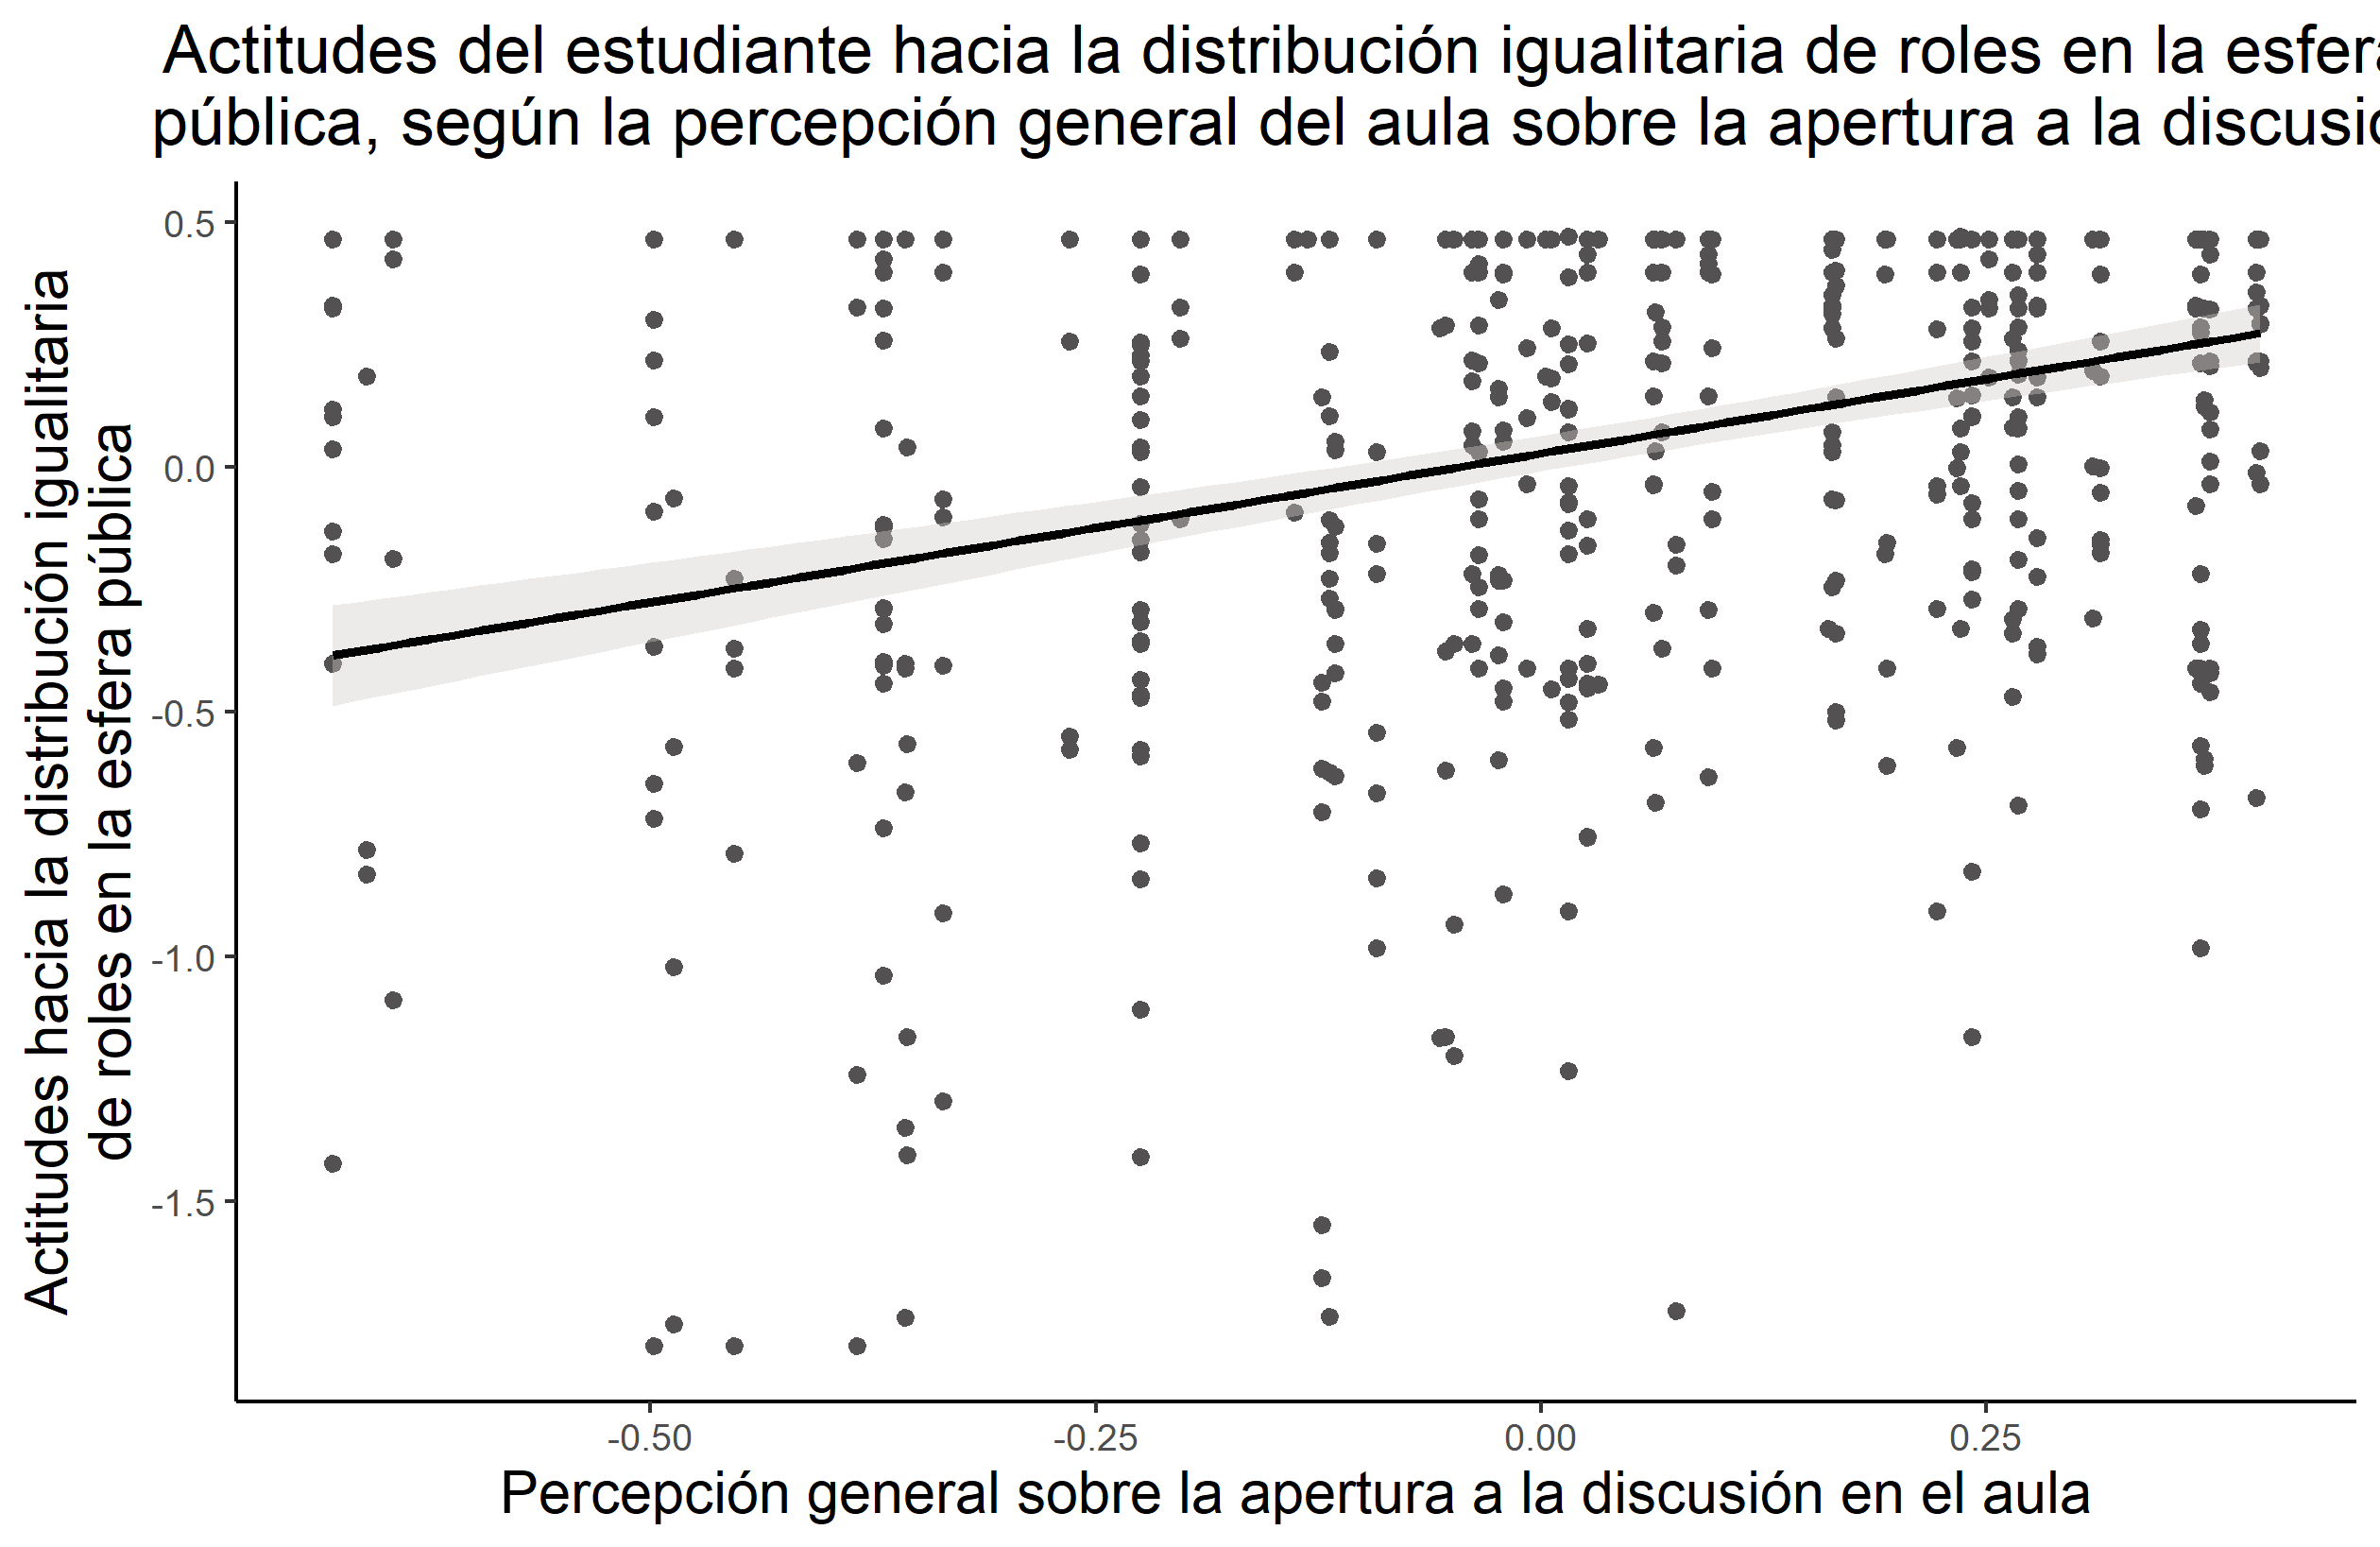 Actitudes del estudiante hacia la distribución igualitaria de roles en la esfera
pública, según la percepción general del aula sobre la apertura a la discusió
Actitudes hacia la distribución igualitaria
de roles en la esfera pública
0.5
0.0
-0.5
-1.0
-1.5
-0.50
-0.25
0.00
0.25
Percepción general sobre la apertura a la discusión en el aula